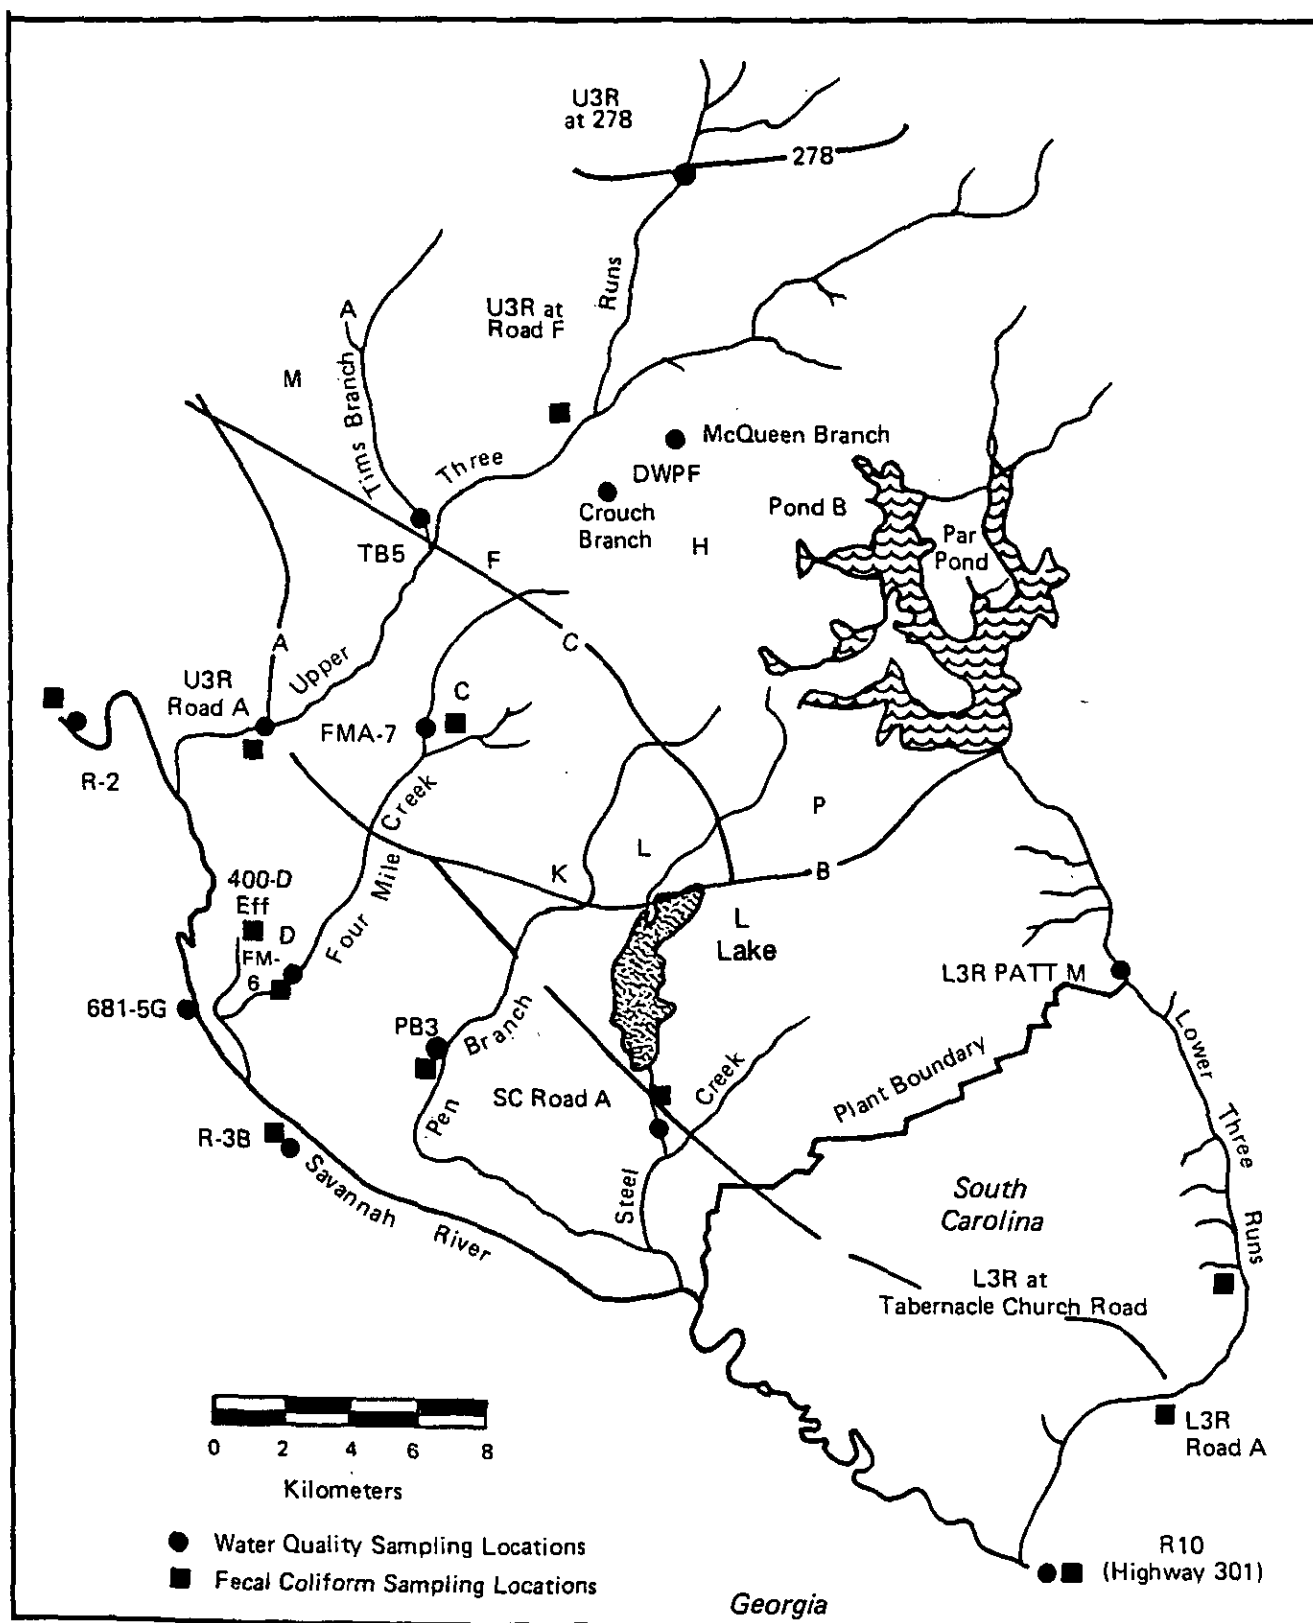 U3R
at 278
278
Runs
U3R at
Road F
A
M
Tims Branch
Three
McQueen Branch
DWPF
Crouch
Branch
H
Pond B
Par
Pond
TB5
F
C
A
Upper
U3R
Road A
C
FMA-7
R-2
Creek
P
L
K
B
Mile
Four
400-D
Eff
D
FM-
6
L
Lake
L3R PATT M
681-5G
PB3
Branch
Pen
SC Road A
Creek
Steel
Plant Boundary
Lower
Three
Runs
R-3B
Savannah
River
South
Carolina
L3R at
Tabernacle Church Road
L3R
Road A
0 2 4 6 8
Kilometers
Water Quality Sampling Locations
Fecal Coliform Sampling Locations
R10
(Highway 301)
Georgia